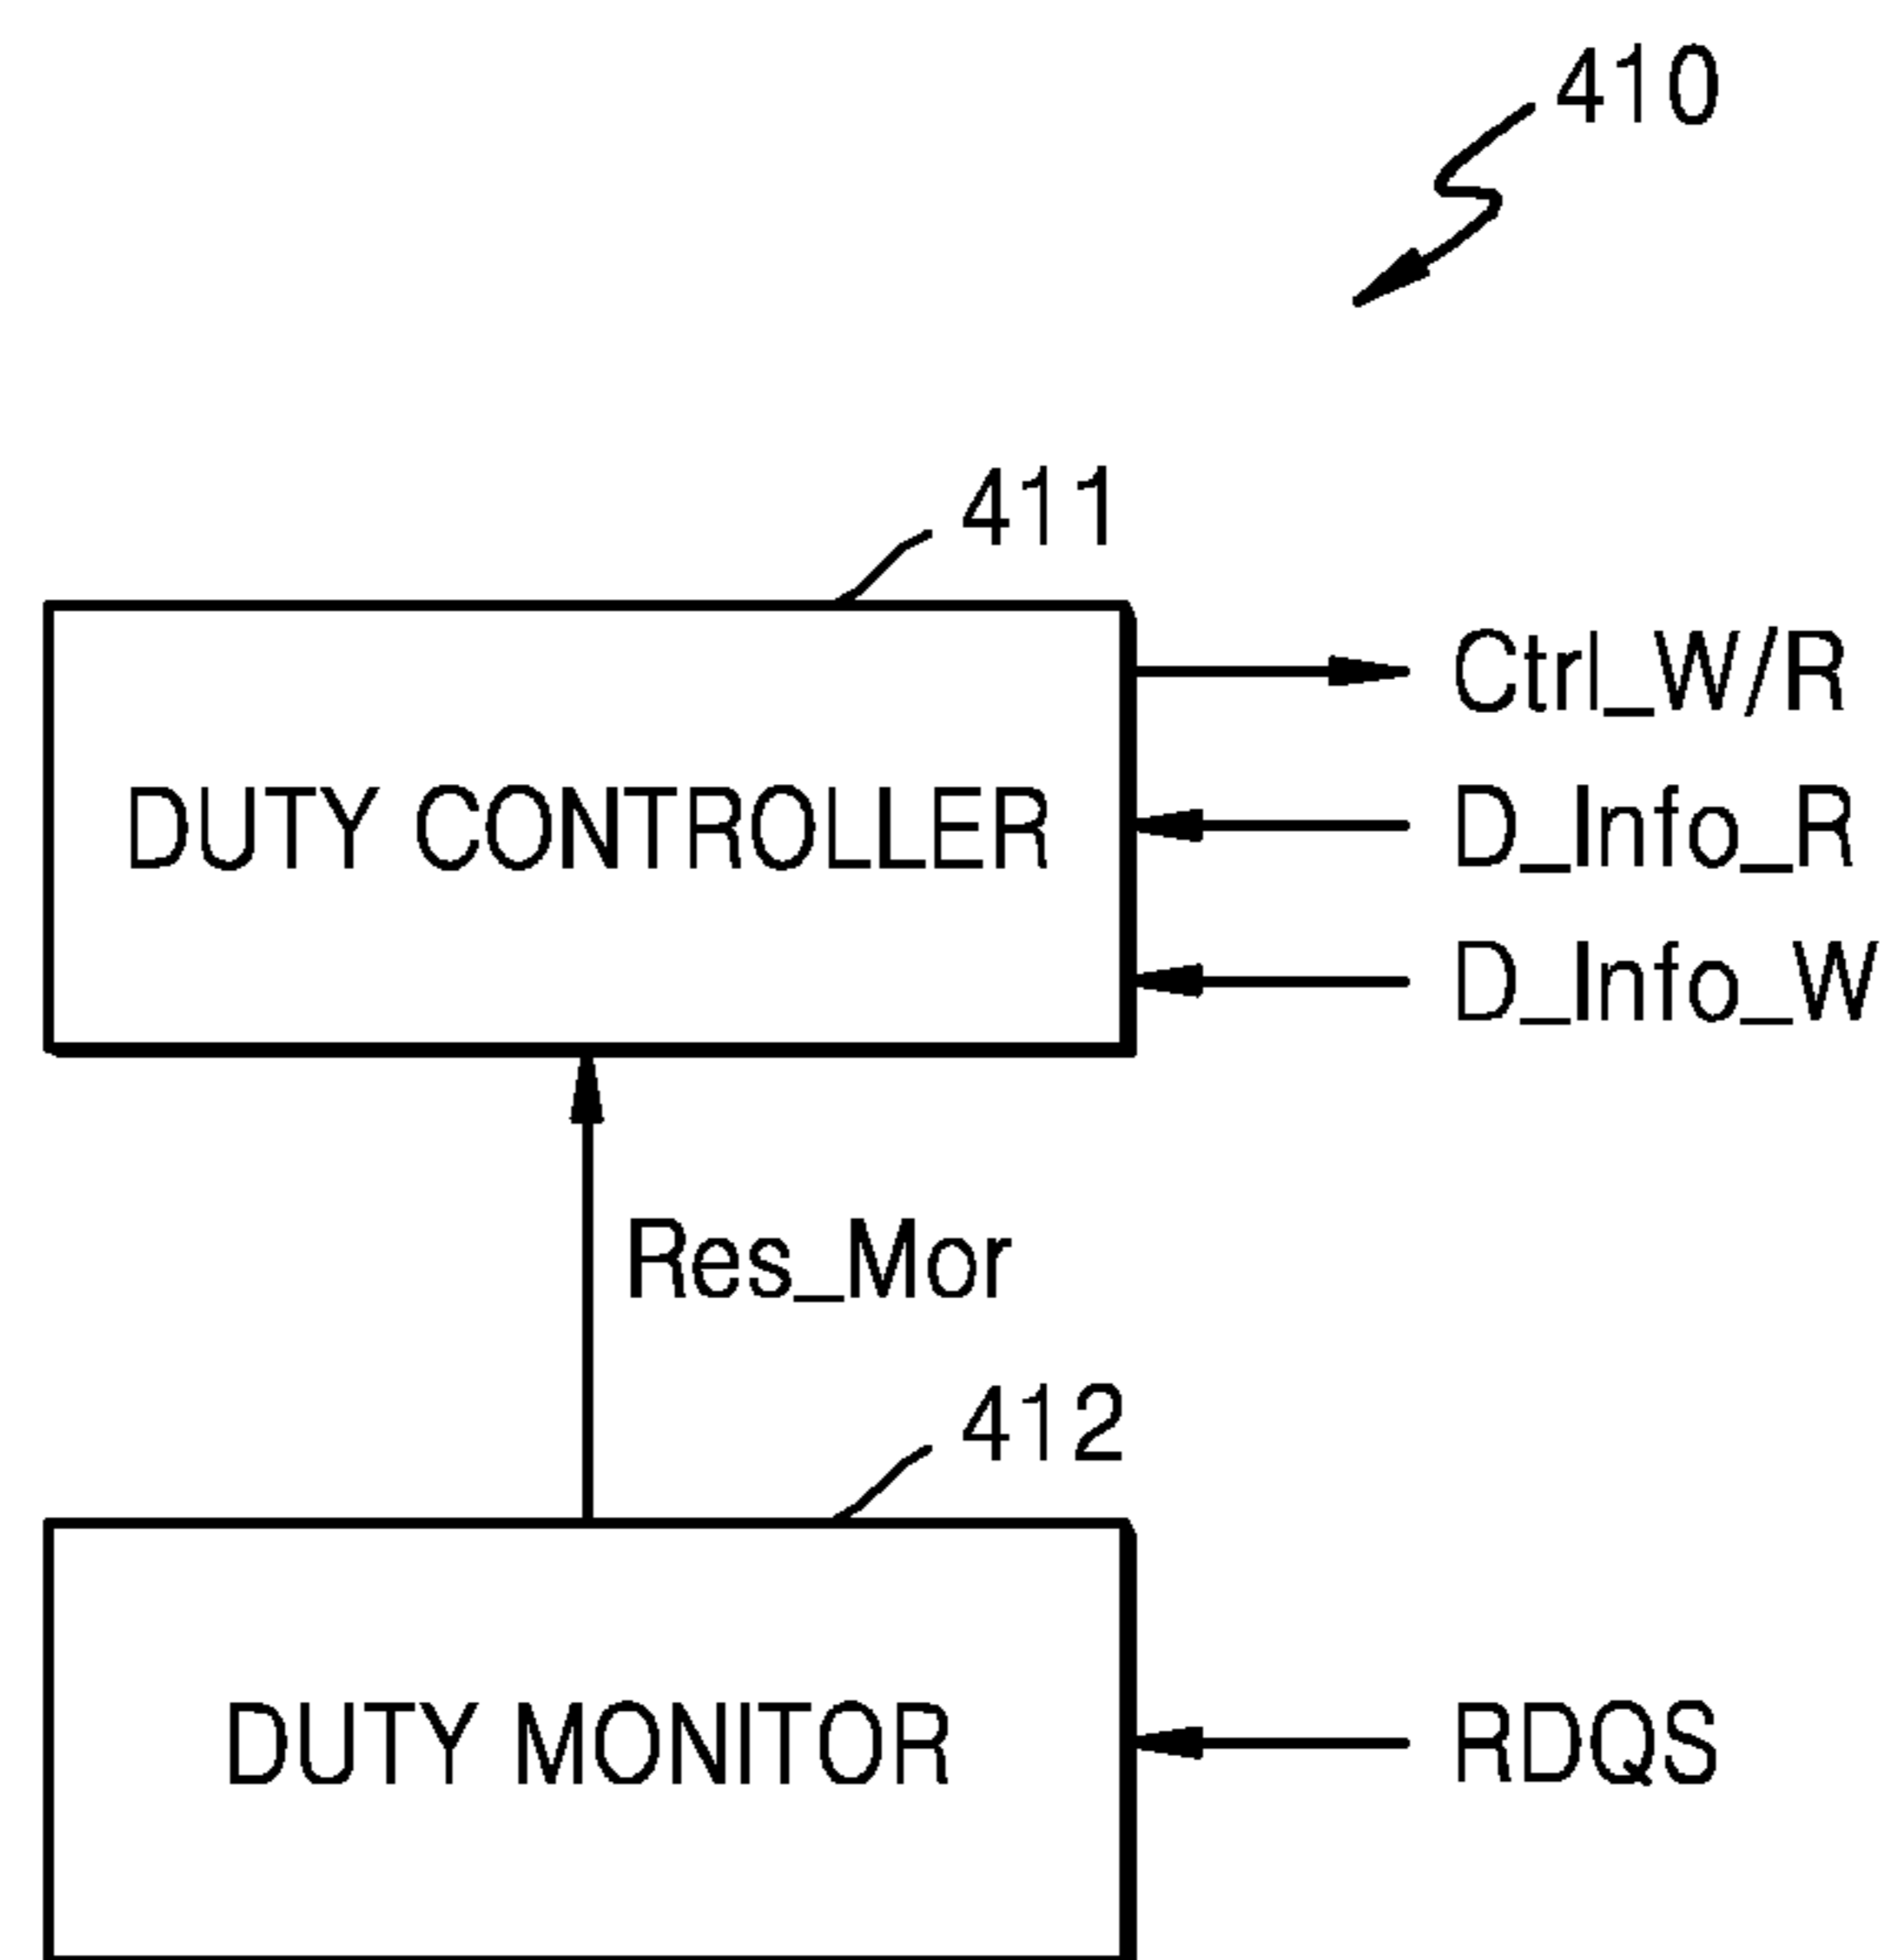 410
411
Ctrl_W/R
DUTY CONTROLLER
D_Info_R
D_Info_W
Res_Mor
412
DUTY MONITOR
RDQS